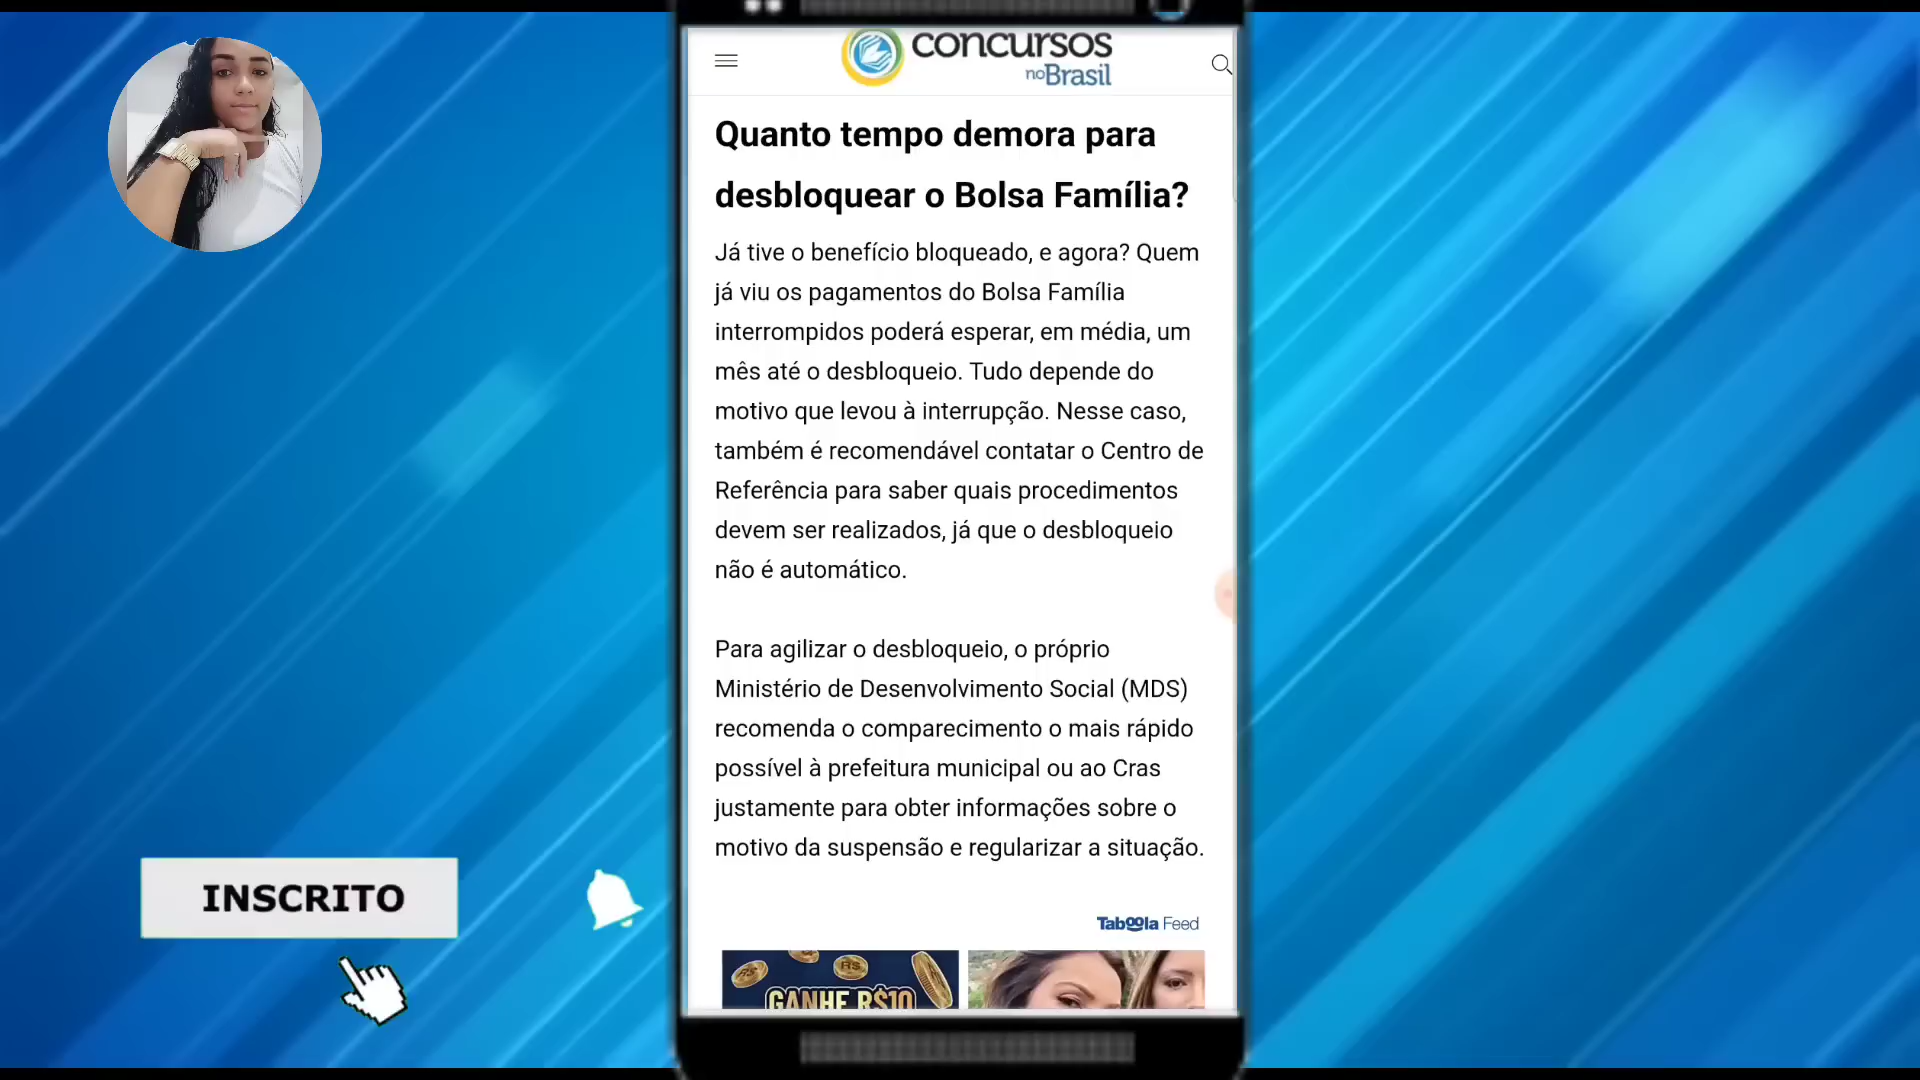 concursos
noBrasil
Quanto tempo demora para
desbloquear o Bolsa Família?
Já tive o benefício bloqueado, e agora? Quem
já viu os pagamentos do Bolsa Família
interrompidos poderá esperar, em média, um
mês até o desbloqueio. Tudo depende do
motivo que levou à interrupção. Nesse caso,
também é recomendável contatar o Centro de
Referência para saber quais procedimentos
devem ser realizados, já que o desbloqueio
não é automático.
Para agilizar o desbloqueio, o próprio
Ministério de Desenvolvimento Social (MDS)
recomenda o comparecimento o mais rápido
possível à prefeitura municipal ou ao Cras
justamente para obter informações sobre o
motivo da suspensão e regularizar a situação.
Taboola Feed
R$ R$
GANHE R$10
INSCRITO